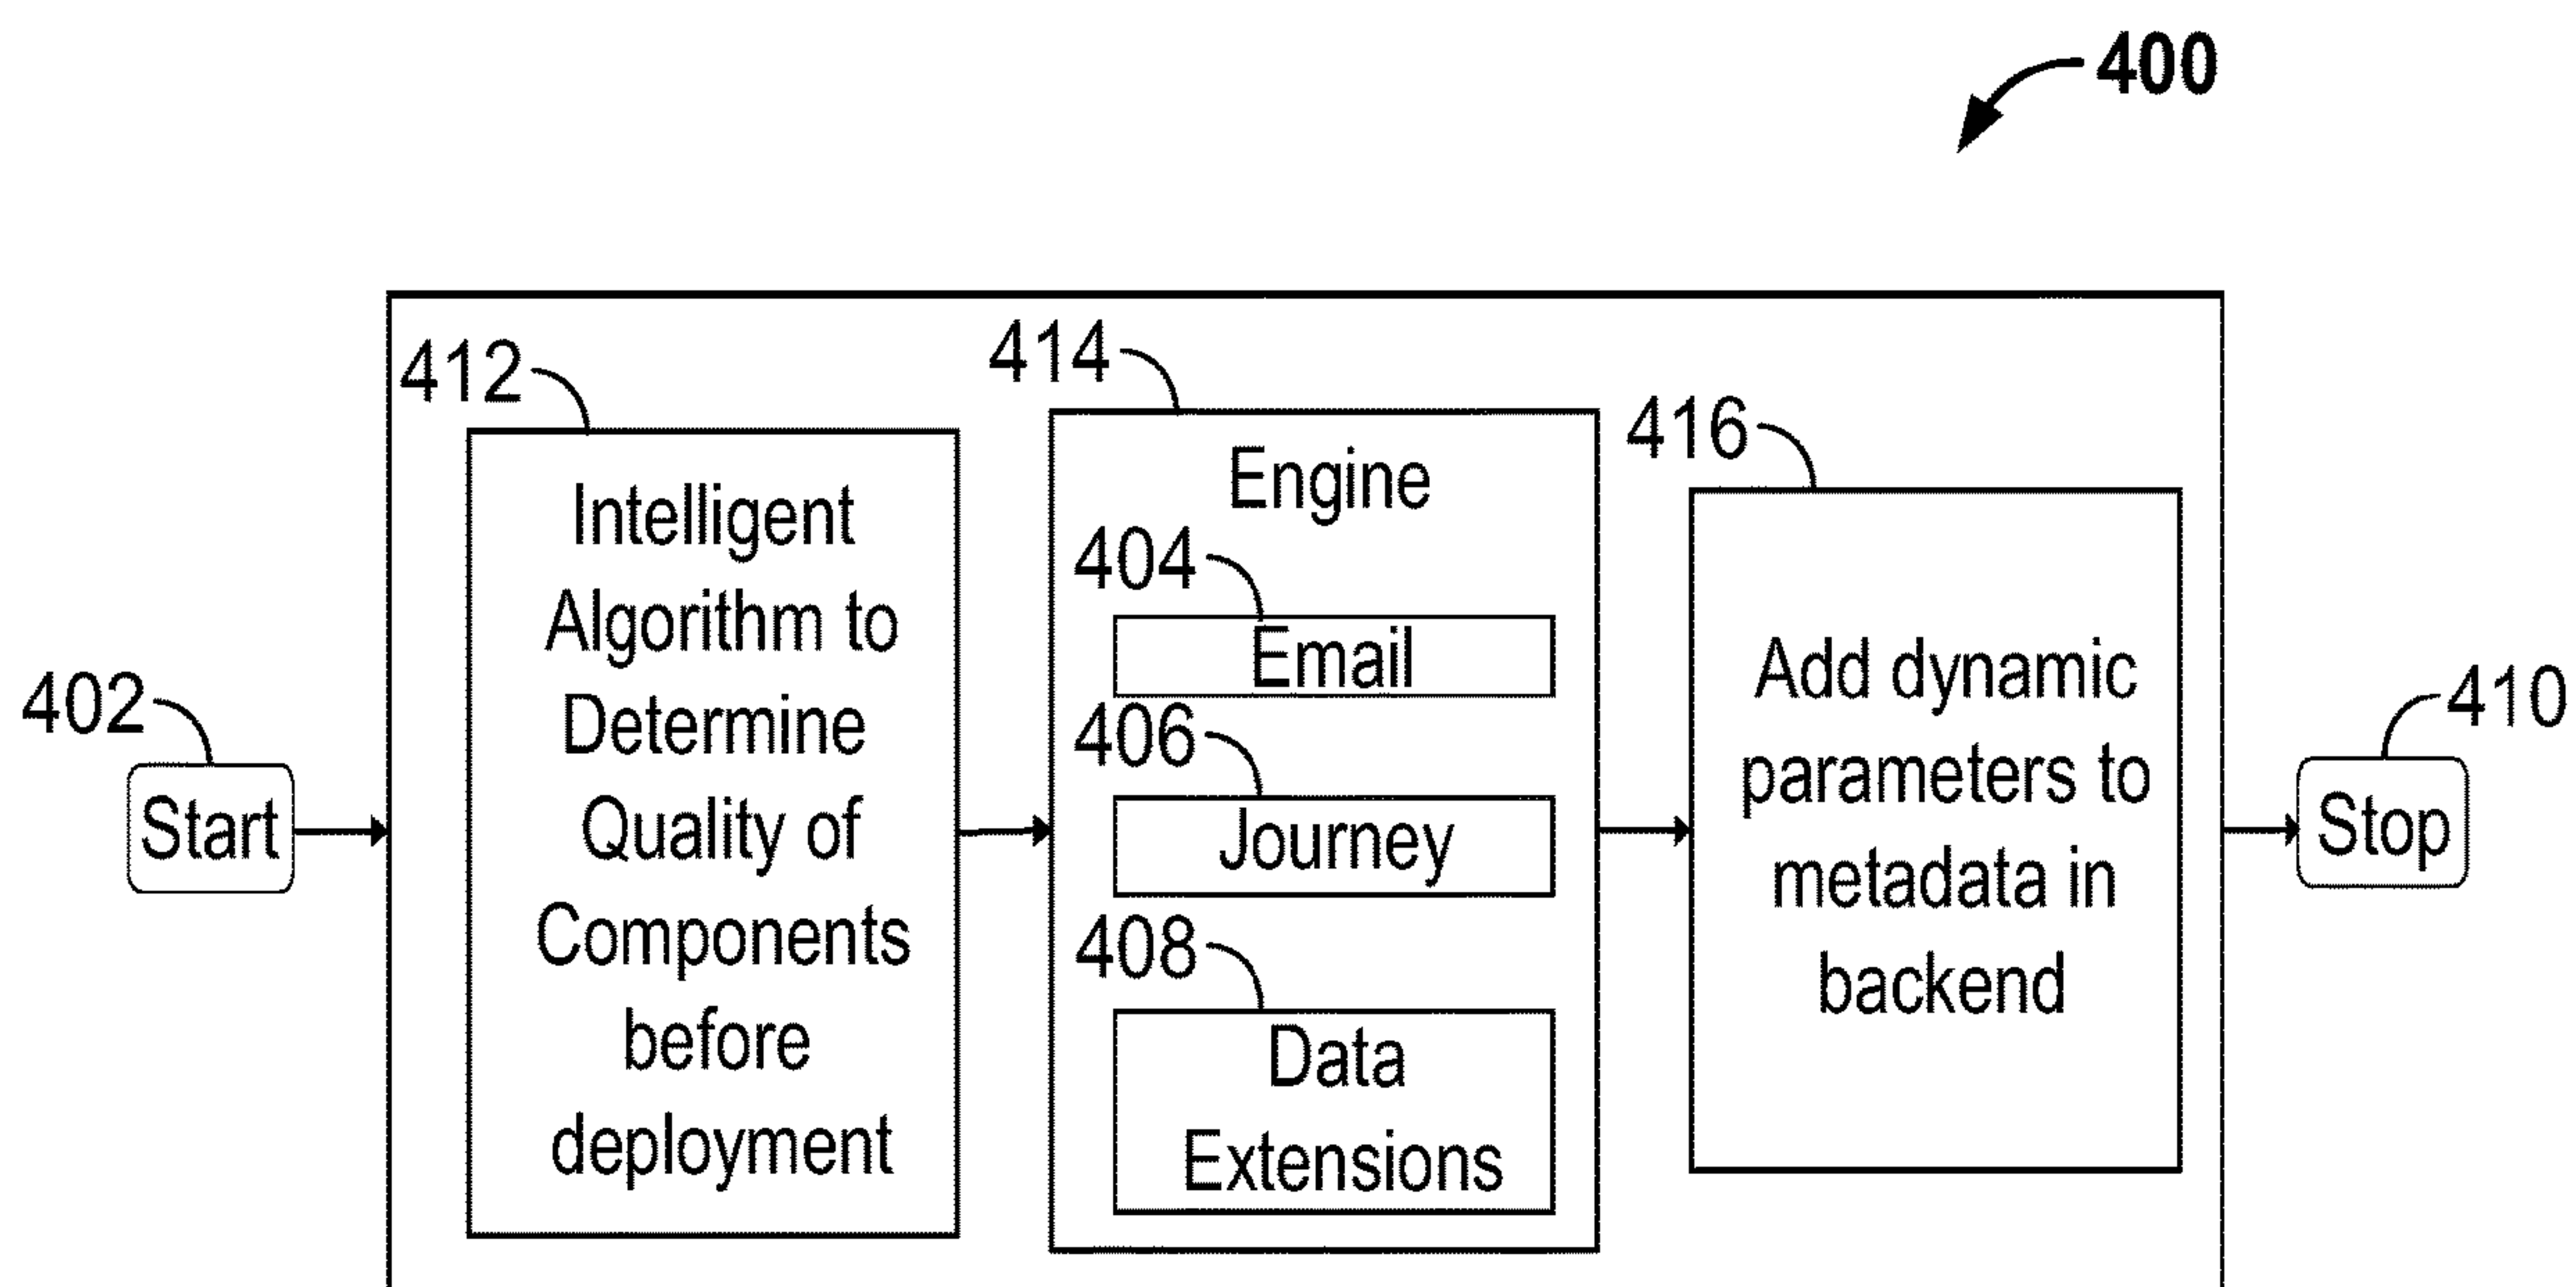 400
412
Intelligent
Algorithm to
Determine
Quality of
Components
before
deployment
414
Engine
404
Email
406
Journey
408
Data
Extensions
416
Add dynamic
parameters to
metadata in
backend
402
Start
410
Stop